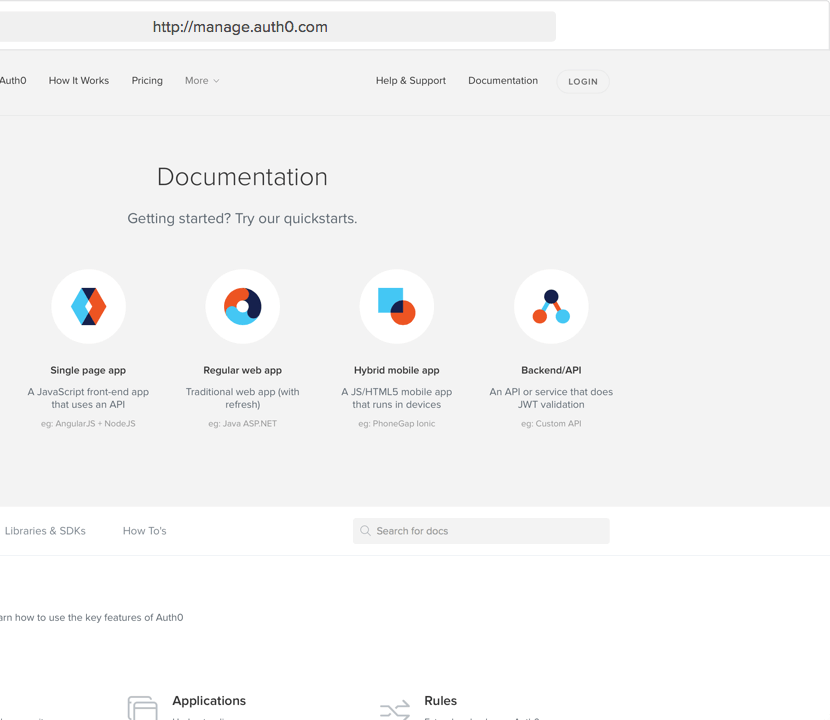 http://manage.auth0.com
Auth0 How It Works Pricing More Help & Support Documentation LOGIN
Documentation
Getting started? Try our quickstarts.
Single page app
A JavaScript front-end app
that uses an API
eg: AngularJS + NodeJS
Regular web app
Traditional web app (with
refresh)
eg: Java ASP.NET
Hybrid mobile app
A JS/HTML5 mobile app
that runs in devices
eg: PhoneGap Ionic
Backend/API
An API or service that does
JWT validation
eg: Custom API
Libraries & SDKs How To's Search for docs
how to use the key features of Auth0
Applications
Rules